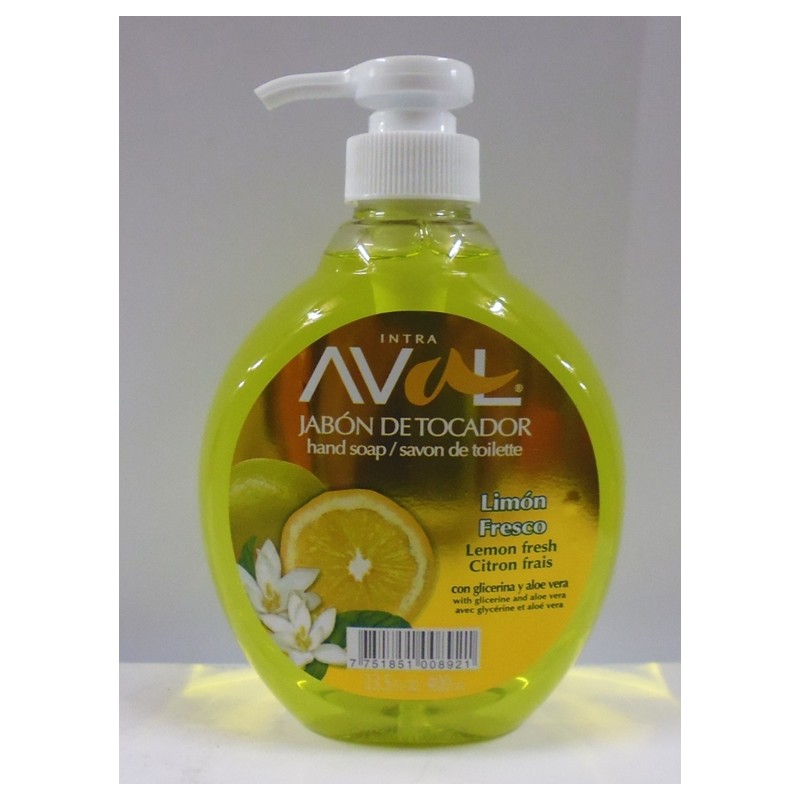 INTRA
AVAL®
JABÓN DE TOCADOR
hand soap / savon de toilette
Limón
Fresco
Lemon fresh
Citron frais
con glicerina y aloe vera
with glicerine and aloe vera
avec glycérine et aloé vera
7 751851 008921